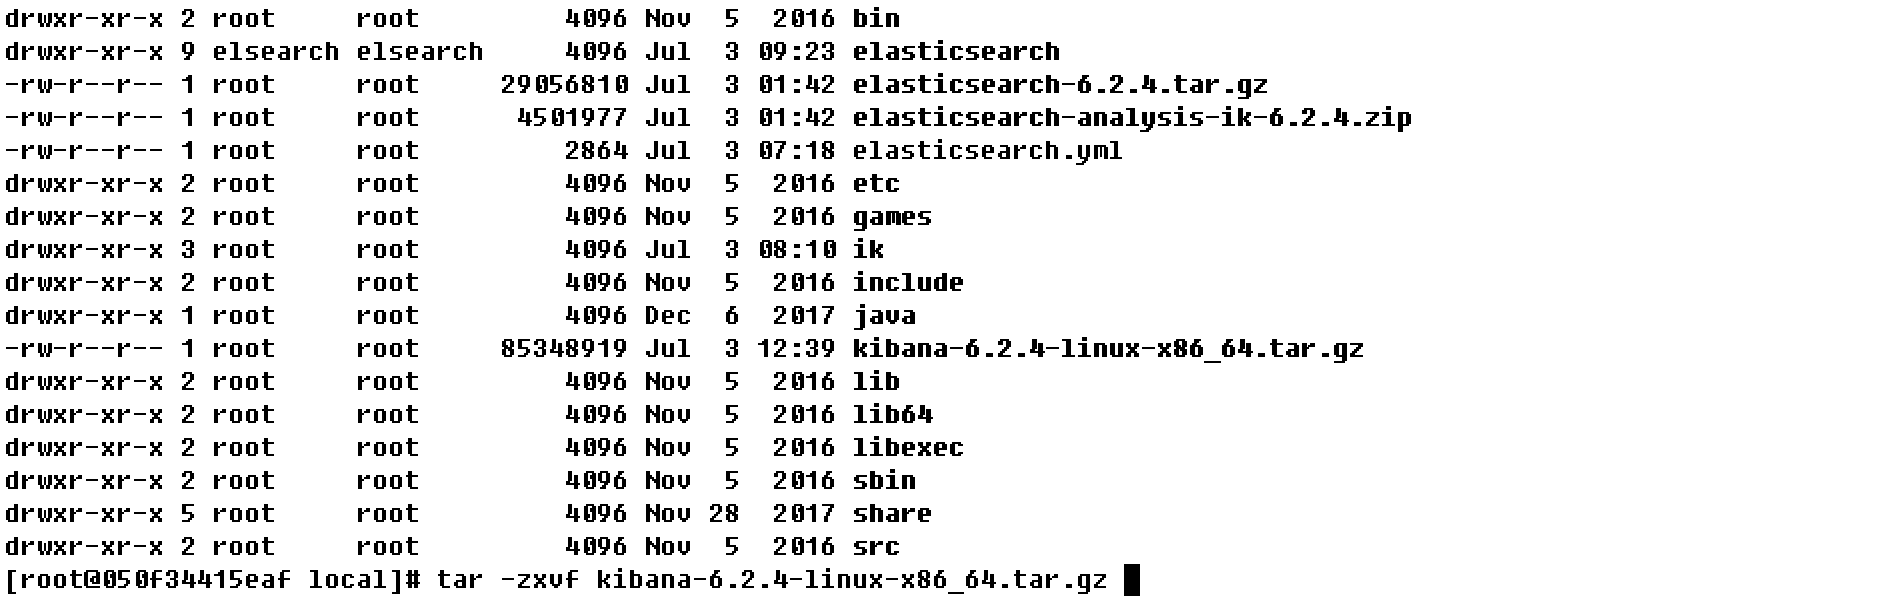 drwxr-xr-x 2 root     root         4096 Nov  5  2016 bin
drwxr-xr-x 9 elsearch elsearch     4096 Jul  3 09:23 elasticsearch
-rw-r--r-- 1 root     root     29056810 Jul  3 01:42 elasticsearch-6.2.4.tar.gz
-rw-r--r-- 1 root     root      4501977 Jul  3 01:42 elasticsearch-analysis-ik-6.2.4.zip
-rw-r--r-- 1 root     root         2864 Jul  3 07:18 elasticsearch.yml
drwxr-xr-x 2 root     root         4096 Nov  5  2016 etc
drwxr-xr-x 2 root     root         4096 Nov  5  2016 games
drwxr-xr-x 3 root     root         4096 Jul  3 08:10 ik
drwxr-xr-x 2 root     root         4096 Nov  5  2016 include
drwxr-xr-x 1 root     root         4096 Dec  6  2017 java
-rw-r--r-- 1 root     root     85348919 Jul  3 12:39 kibana-6.2.4-linux-x86_64.tar.gz
drwxr-xr-x 2 root     root         4096 Nov  5  2016 lib
drwxr-xr-x 2 root     root         4096 Nov  5  2016 lib64
drwxr-xr-x 2 root     root         4096 Nov  5  2016 libexec
drwxr-xr-x 2 root     root         4096 Nov  5  2016 sbin
drwxr-xr-x 5 root     root         4096 Nov 28  2017 share
drwxr-xr-x 2 root     root         4096 Nov  5  2016 src
[root@050f34415eaf local]# tar -zxvf kibana-6.2.4-linux-x86_64.tar.gz